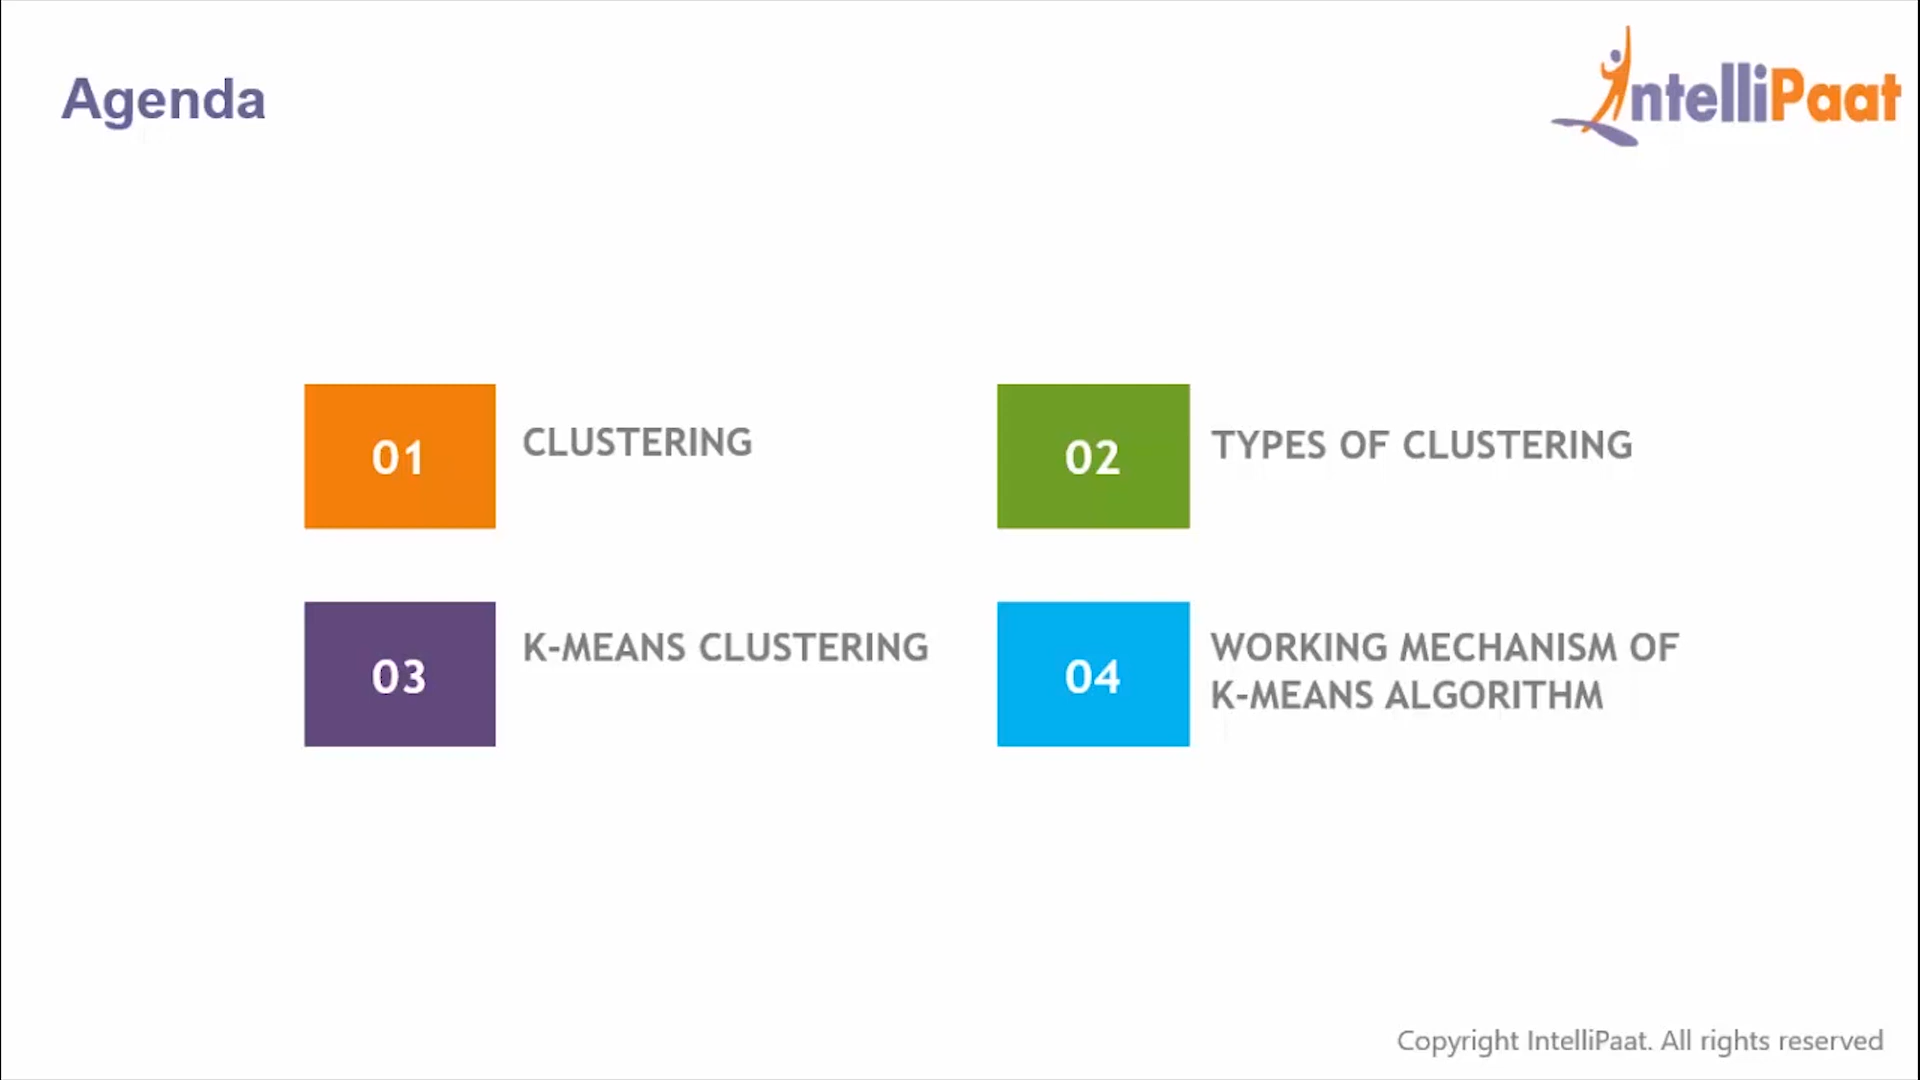 Agenda
IntelliPaat
01
CLUSTERING
02
TYPES OF CLUSTERING
03
K-MEANS CLUSTERING
04
WORKING MECHANISM OF
K-MEANS ALGORITHM
Copyright IntelliPaat. All rights reserved